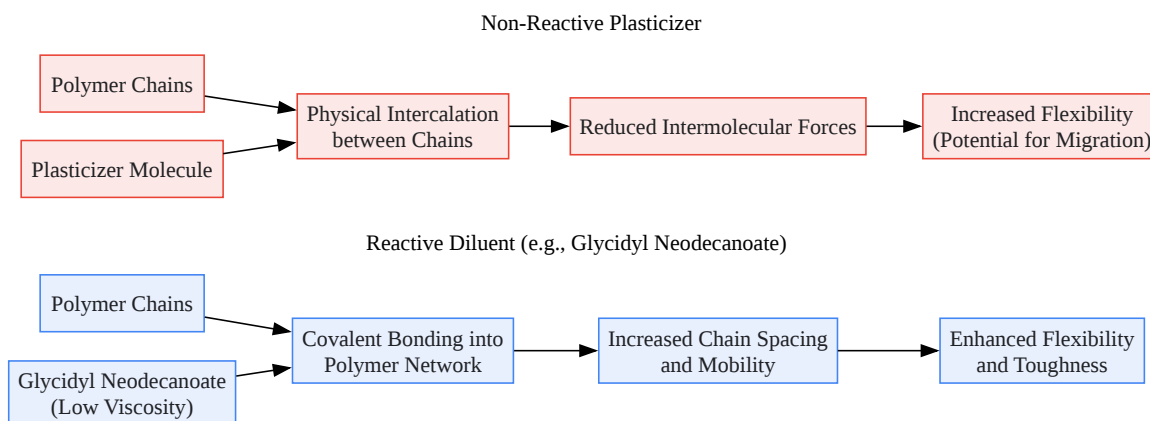 Non-Reactive Plasticizer
Polymer Chains
Plasticizer Molecule
Physical Intercalation
between Chains
Reduced Intermolecular Forces
Increased Flexibility
(Potential for Migration)
Reactive Diluent (e.g., Glycidyl Neodecanoate)
Polymer Chains
Glycidyl Neodecanoate
(Low Viscosity)
Covalent Bonding into
Polymer Network
Increased Chain Spacing
and Mobility
Enhanced Flexibility
and Toughness